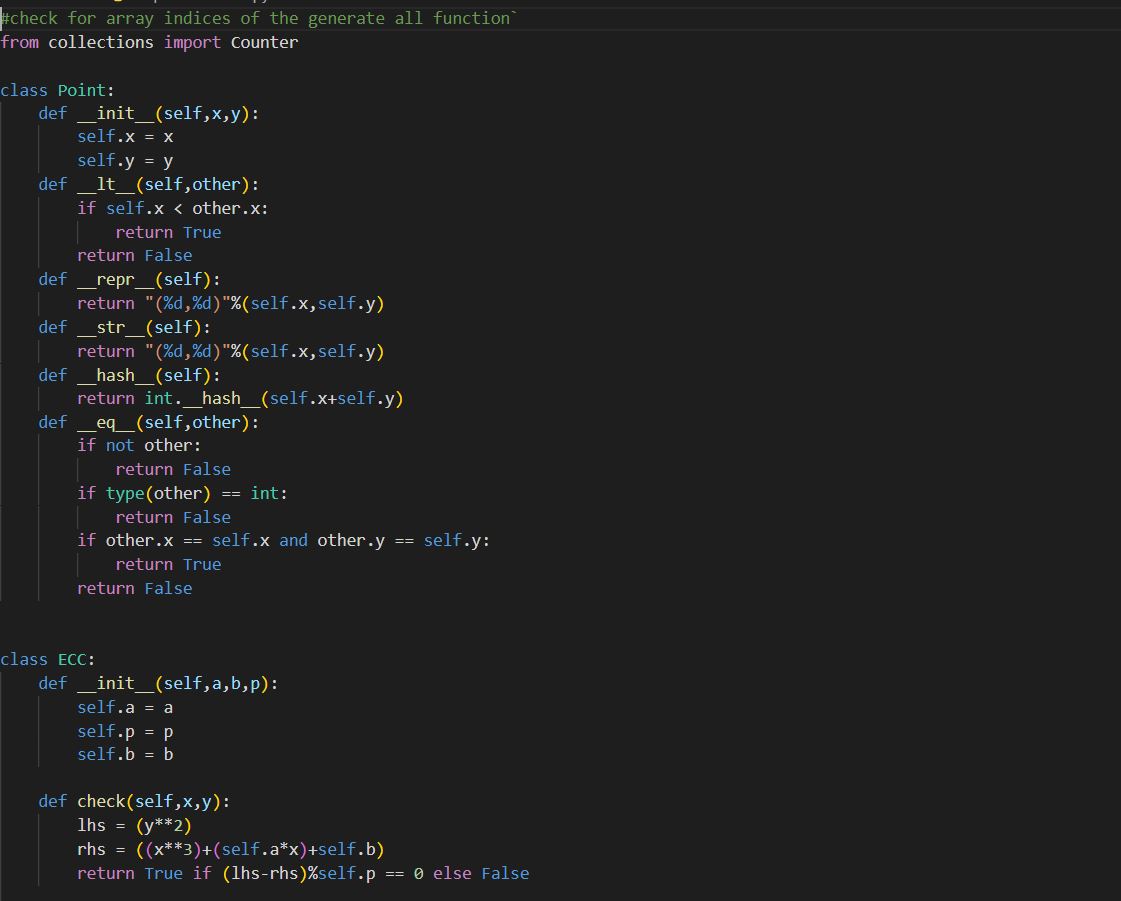 #check for array indices of the generate all function`
from collections import Counter

class Point:
    def __init__(self,x,y):
        self.x = x
        self.y = y
    def __lt__(self,other):
        if self.x < other.x:
            return True
        return False
    def __repr__(self):
        return "(%d,%d)"%(self.x,self.y)
    def __str__(self):
        return "(%d,%d)"%(self.x,self.y)
    def __hash__(self):
        return int.__hash__(self.x+self.y)
    def __eq__(self,other):
        if not other:
            return False
        if type(other) == int:
            return False
        if other.x == self.x and other.y == self.y:
            return True
        return False


class ECC:
    def __init__(self,a,b,p):
        self.a = a
        self.p = p
        self.b = b

    def check(self,x,y):
        lhs = (y**2)
        rhs = ((x**3)+(self.a*x)+self.b)
        return True if (lhs-rhs)%self.p == 0 else False